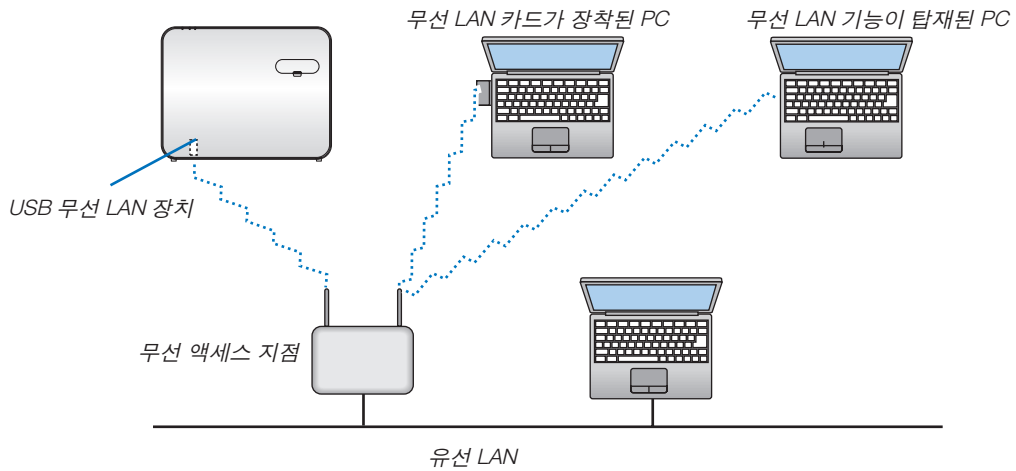 무선 LAN 카드가 장착된 PC
무선 LAN 기능이 탑재된 PC
USB 무선 LAN 장치
무선 액세스 지점
유선 LAN